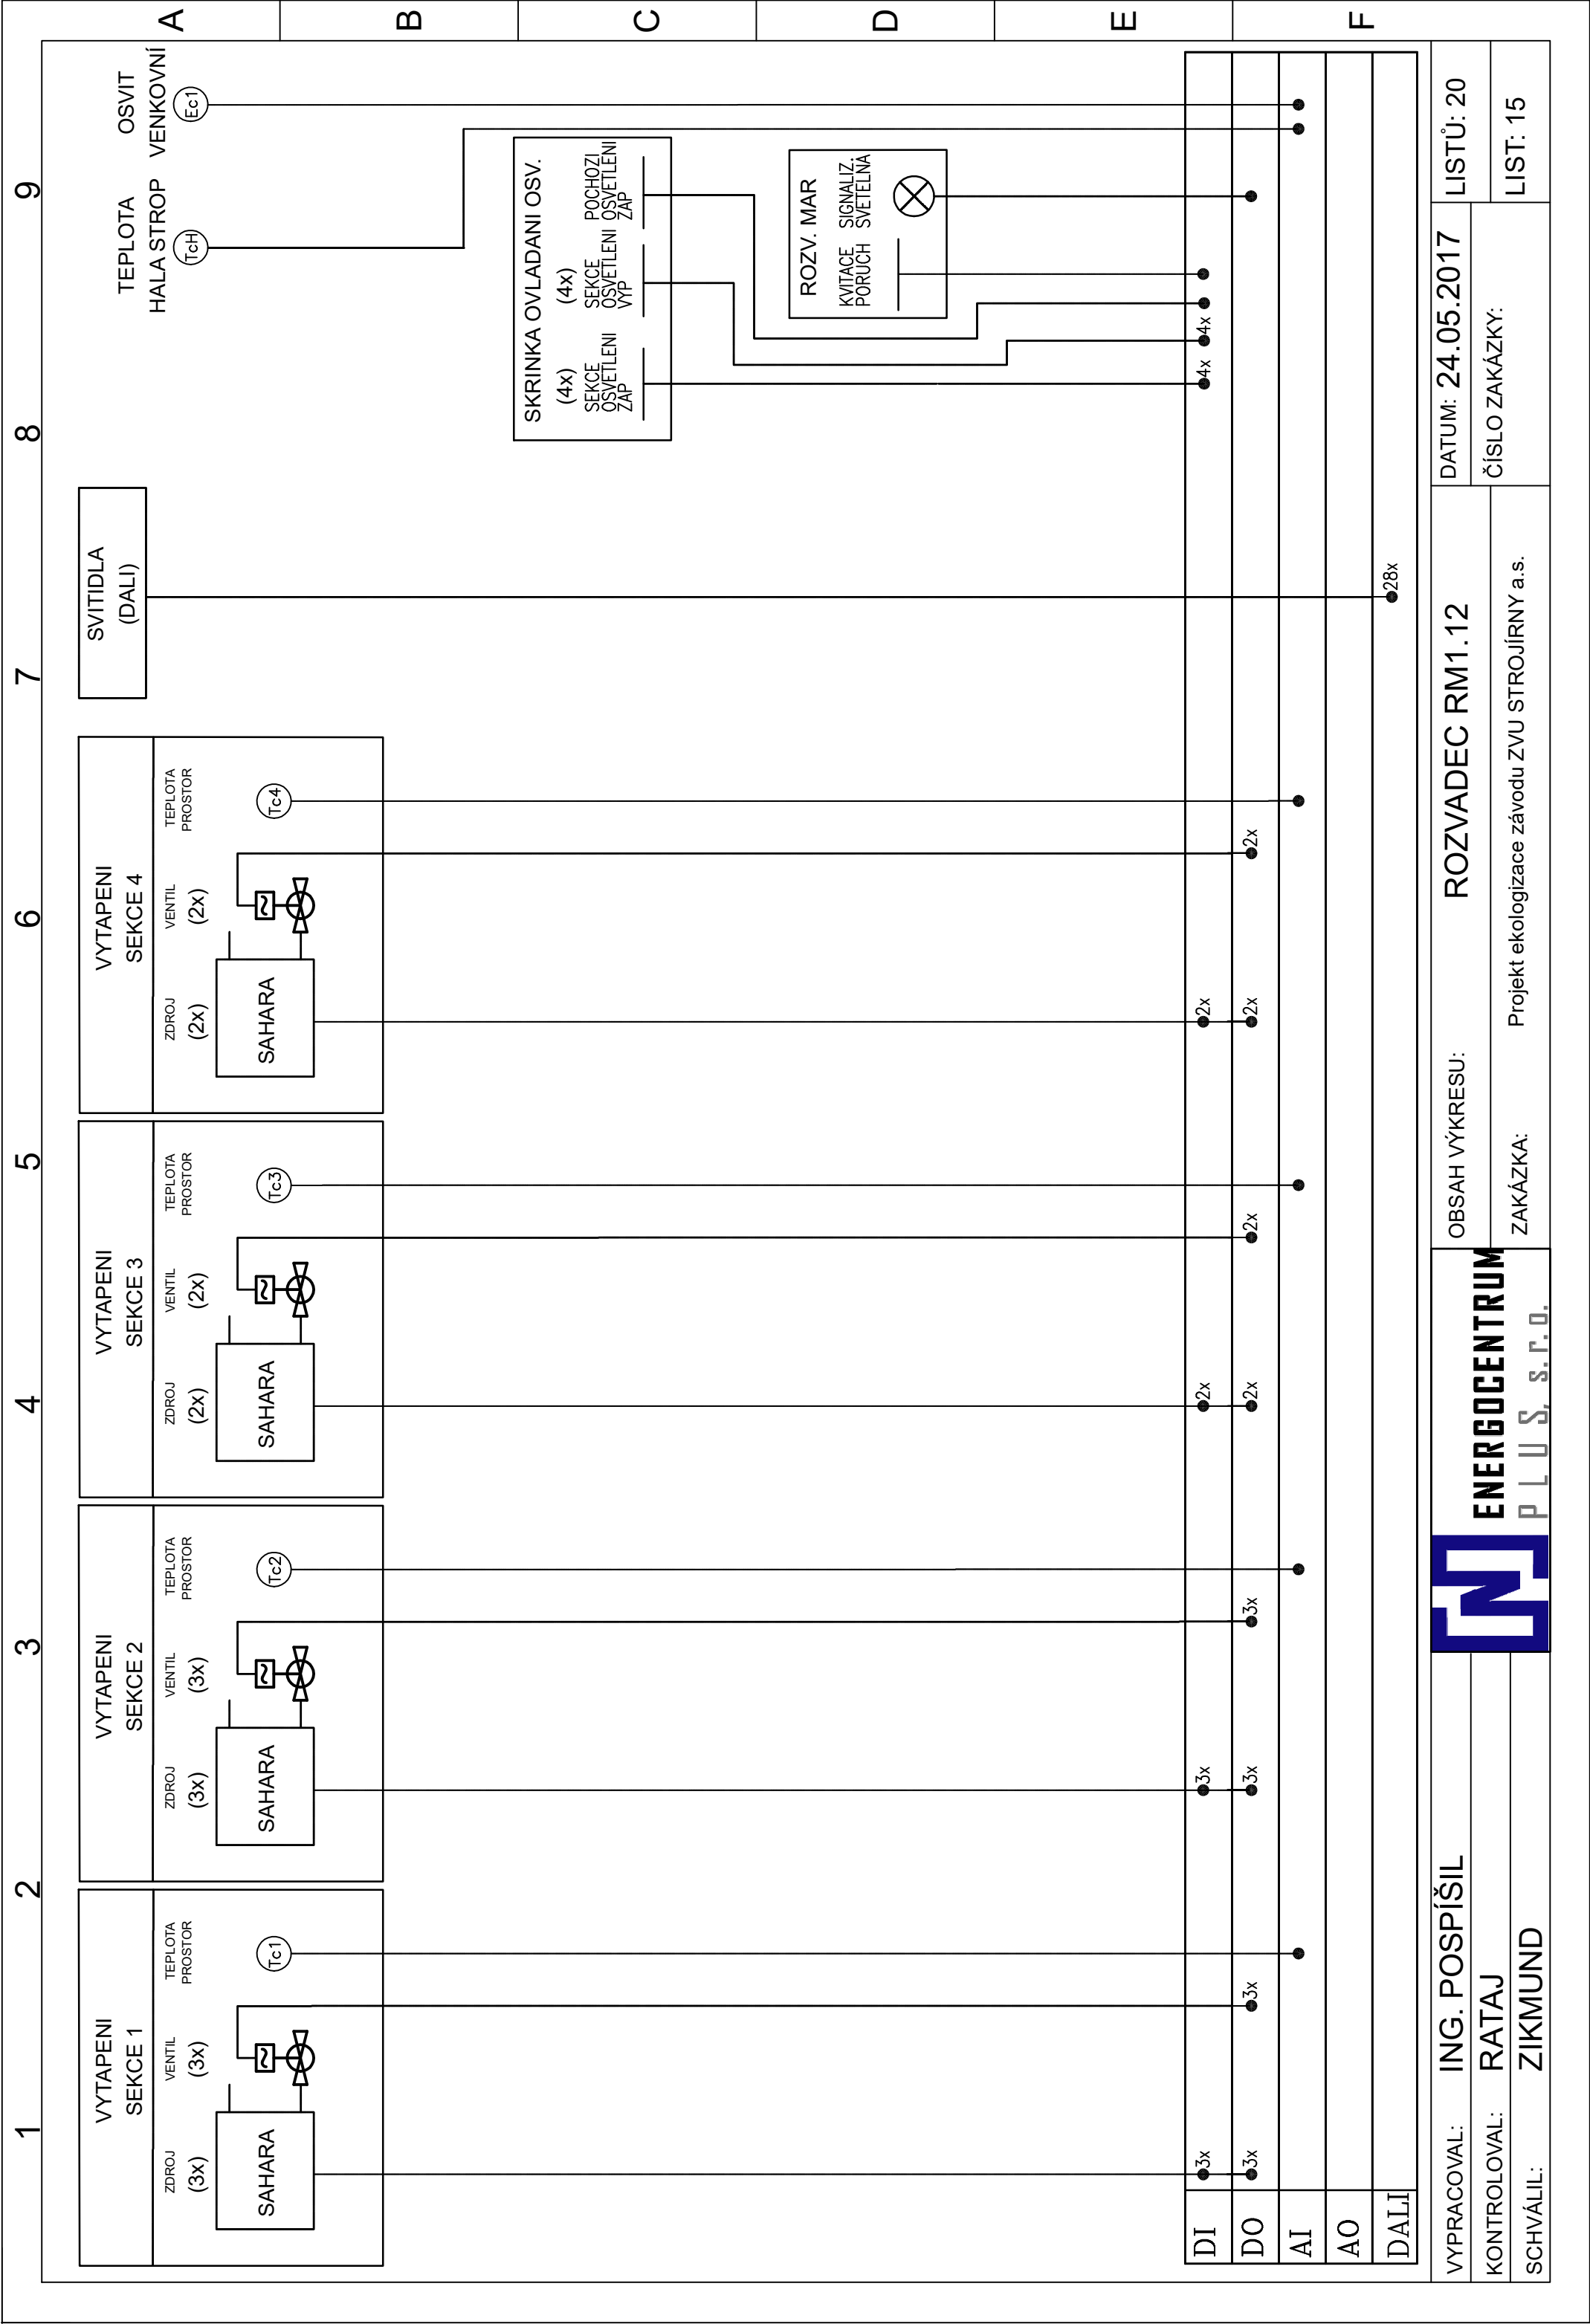 1
2
3
4
5
6
7
8
9
A
B
C
D
E
F
VYTAPENI
SEKCE 1
ZDROJ
(3x)
VENTIL
(3x)
TEPLOTA
PROSTOR
SAHARA
Tc1
VYTAPENI
SEKCE 2
ZDROJ
(3x)
VENTIL
(3x)
TEPLOTA
PROSTOR
SAHARA
Tc2
VYTAPENI
SEKCE 3
ZDROJ
(2x)
VENTIL
(2x)
TEPLOTA
PROSTOR
SAHARA
Tc3
VYTAPENI
SEKCE 4
ZDROJ
(2x)
VENTIL
(2x)
TEPLOTA
PROSTOR
SAHARA
Tc4
SVITIDLA
(DALI)
TEPLOTA
HALA STROP
TcH
OSVIT
VENKOVNÍ
Ec1
SKRINKA OVLADANI OSV.
(4x)
SEKCE
OSVETLENI
ZAP
(4x)
SEKCE
OSVETLENI
VYP
POCHOZI
OSVETLENI
ZAP
ROZV. MAR
KVITACE
PORUCH
SIGNALIZ.
SVETELNA
DI
3x
3x
2x
2x
4x
4x
DO
3x
3x
3x
3x
2x
2x
2x
2x
AI
AO
DALI
28x
VYPRACOVAL: ING. POSPÍŠIL
KONTROLOVAL: RATAJ
SCHVÁLIL: ZIKMUND
ENERGOCENTRUM
PLUS, s.r.o.
OBSAH VÝKRESU: ROZVADEC RM1.12
ZAKÁZKA: Projekt ekologizace závodu ZVU STROJÍRNY a.s.
DATUM: 24.05.2017
ČÍSLO ZAKÁZKY:
LISTŮ: 20
LIST: 15